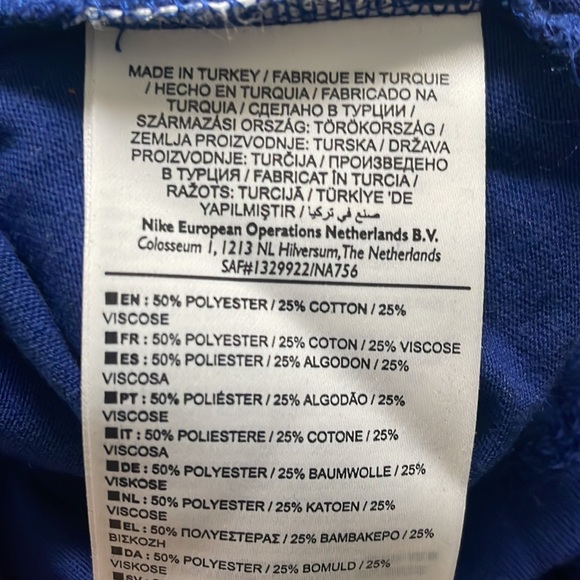 MADE IN TURKEY / FABRIQUE EN TURQUIE
/ HECHO EN TURQUIA / FABRICADO NA
TURQUIA / СДЕЛАНО В ТУРЦИИ /
SZÁRMAZÁSI ORSZÁG: TÖRÖKORSZÁG /
ZEMLJA PROIZVODNJE: TURSKA / DRŽAVA
PROIZVODNJE: TURČIJA / ПРОИЗВЕДЕНО
В ТУРЦИЯ / FABRICAT ÎN TURCIA /
RAŽOTS: TURCIJĀ / TÜRKİYE 'DE
YAPILMIŞTIR / صنع في تركيا
Nike European Operations Netherlands B.V.
Colosseum 1, 1213 NL Hilversum, The Netherlands
SAF#1329922/NA756
EN : 50% POLYESTER / 25% COTTON / 25%
VISCOSE
FR : 50% POLYESTER / 25% COTON / 25% VISCOSE
ES : 50% POLIESTER / 25% ALGODON / 25%
VISCOSA
PT : 50% POLIÉSTER / 25% ALGODÃO / 25%
VISCOSE
IT : 50% POLIESTERE / 25% COTONE / 25%
VISCOSA
DE : 50% POLYESTER / 25% BAUMWOLLE / 25%
VISKOSE
NL : 50% POLYESTER / 25% KATOEN / 25%
VISCOSE
EL : 50% ΠΟΛΥΕΣΤΕΡΑΣ / 25% ΒΑΜΒΑΚΕΡΟ / 25%
ΒΙΣΚΟΖΗ
DA : 50% POLYESTER / 25% BOMULD / 25%
VISKOSE